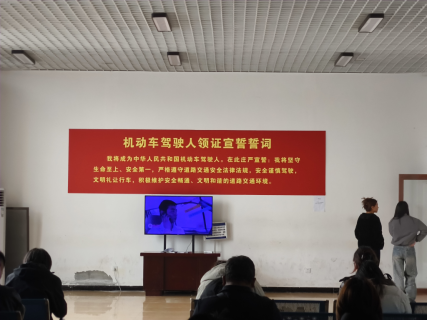 机动车驾驶人领证宣誓誓词
我将成为中华人民共和国机动车驾驶人，在此庄严宣誓：我将坚守
生命至上、安全第一，严格遵守道路交通安全法律法规，安全谨慎驾驶，
文明礼让行车，积极维护安全畅通、文明和谐的道路交通环境。